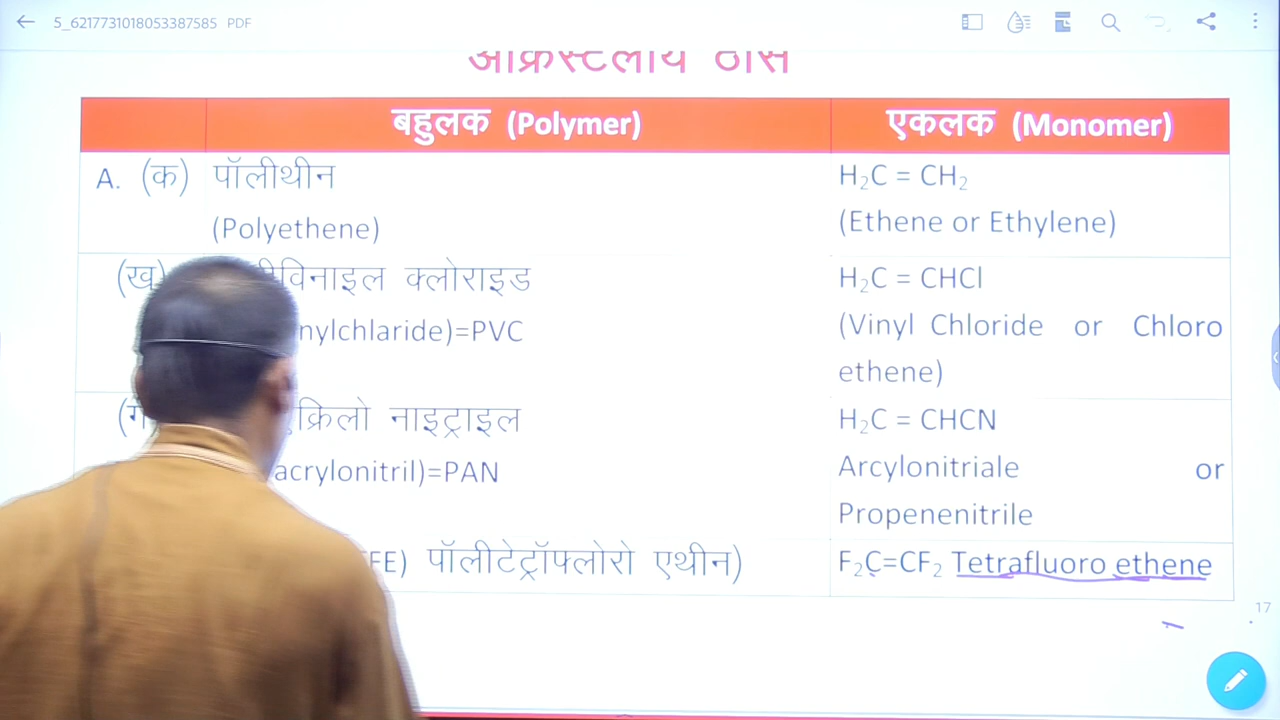 5_6217731018053387585 PDF
आक्रिस्टलीय ठोस
बहुलक (Polymer) एकलक (Monomer)
A. (क) पॉलीथीन H₂C = CH₂
(Polyethene) (Ethene or Ethylene)
(ख) क्लोराइड H₂C = CHCl
nylchlaride)=PVC (Vinyl Chloride or Chloro
ethene)
नाइट्राइल H₂C = CHCN
acrylonitril)=PAN Arcylonitriale or
Propenenitrile
FE) पॉलीटेट्रॉफ्लोरो एथीन) F₂C=CF₂ Tetrafluoro ethene
17